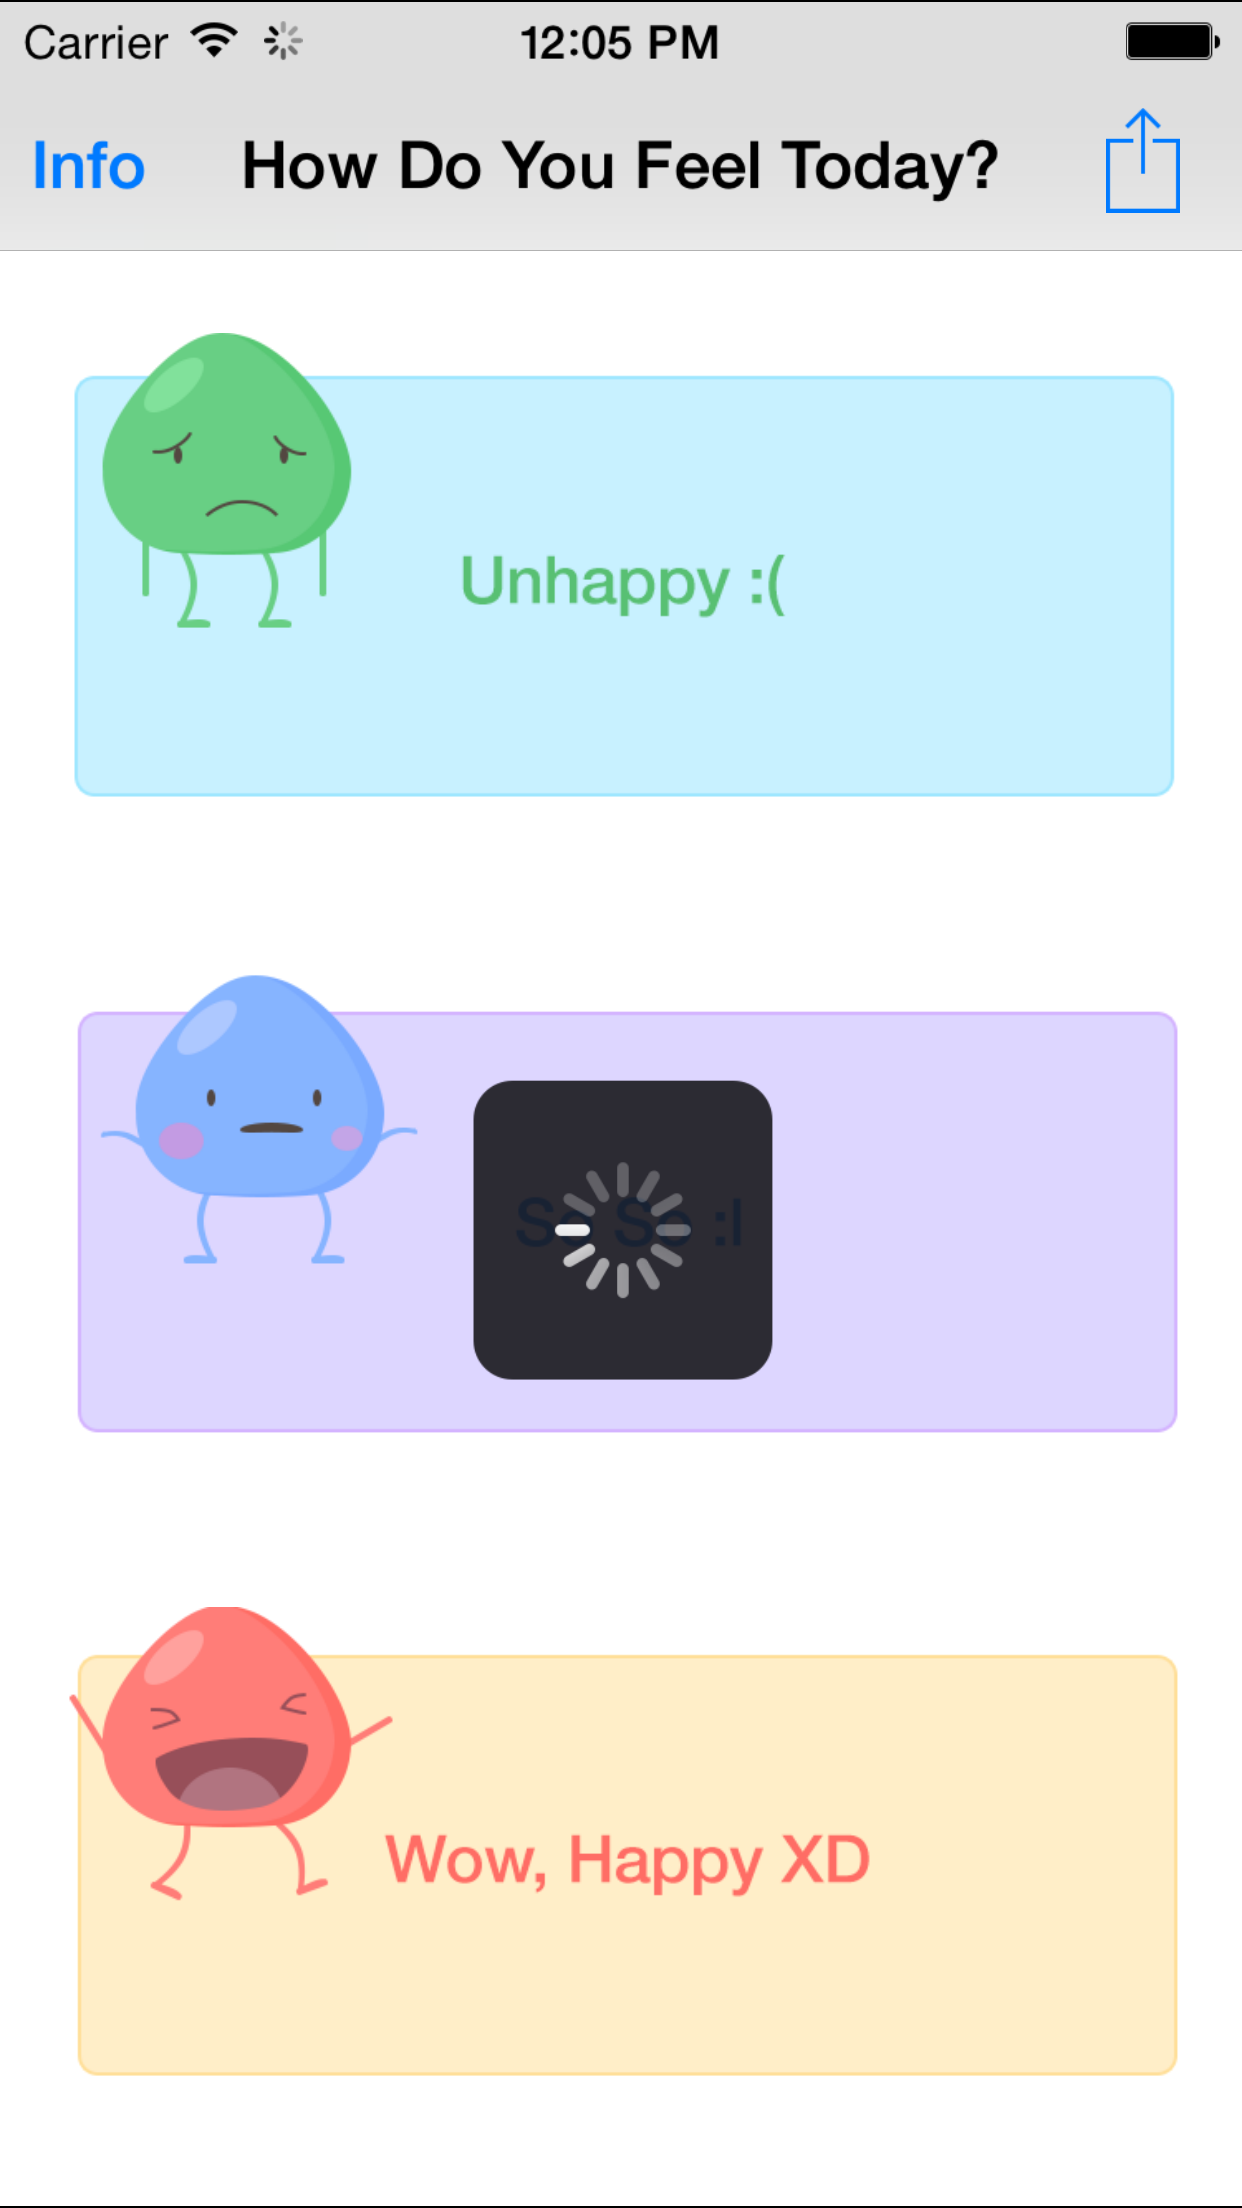 Carrier 12:05 PM
Info How Do You Feel Today?
Unhappy :(
So So :|
Wow, Happy XD